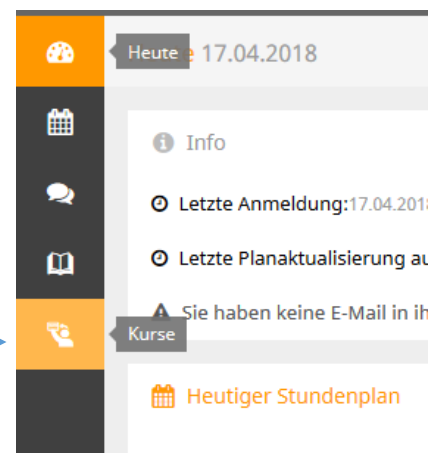 Heute 17.04.2018
Info
Letzte Anmeldung:17.04.2018
Letzte Planaktualisierung au
Sie haben keine E-Mail in ih
Kurse
Heutiger Stundenplan